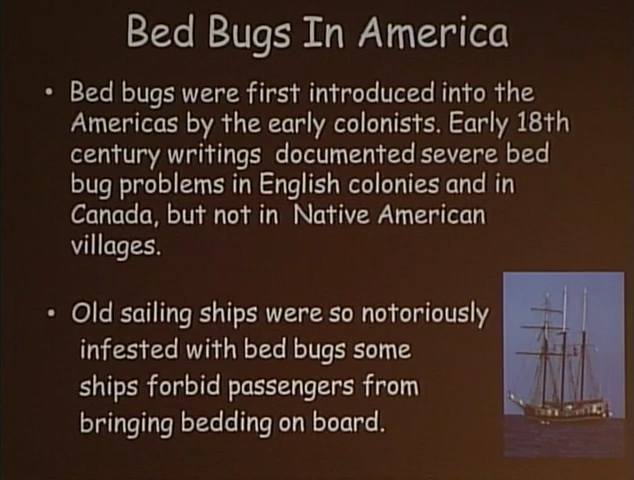 Bed Bugs In America
• Bed bugs were first introduced into the
Americas by the early colonists. Early 18th
century writings documented severe bed
bug problems in English colonies and in
Canada, but not in Native American
villages.
• Old sailing ships were so notoriously
infested with bed bugs some
ships forbid passengers from
bringing bedding on board.